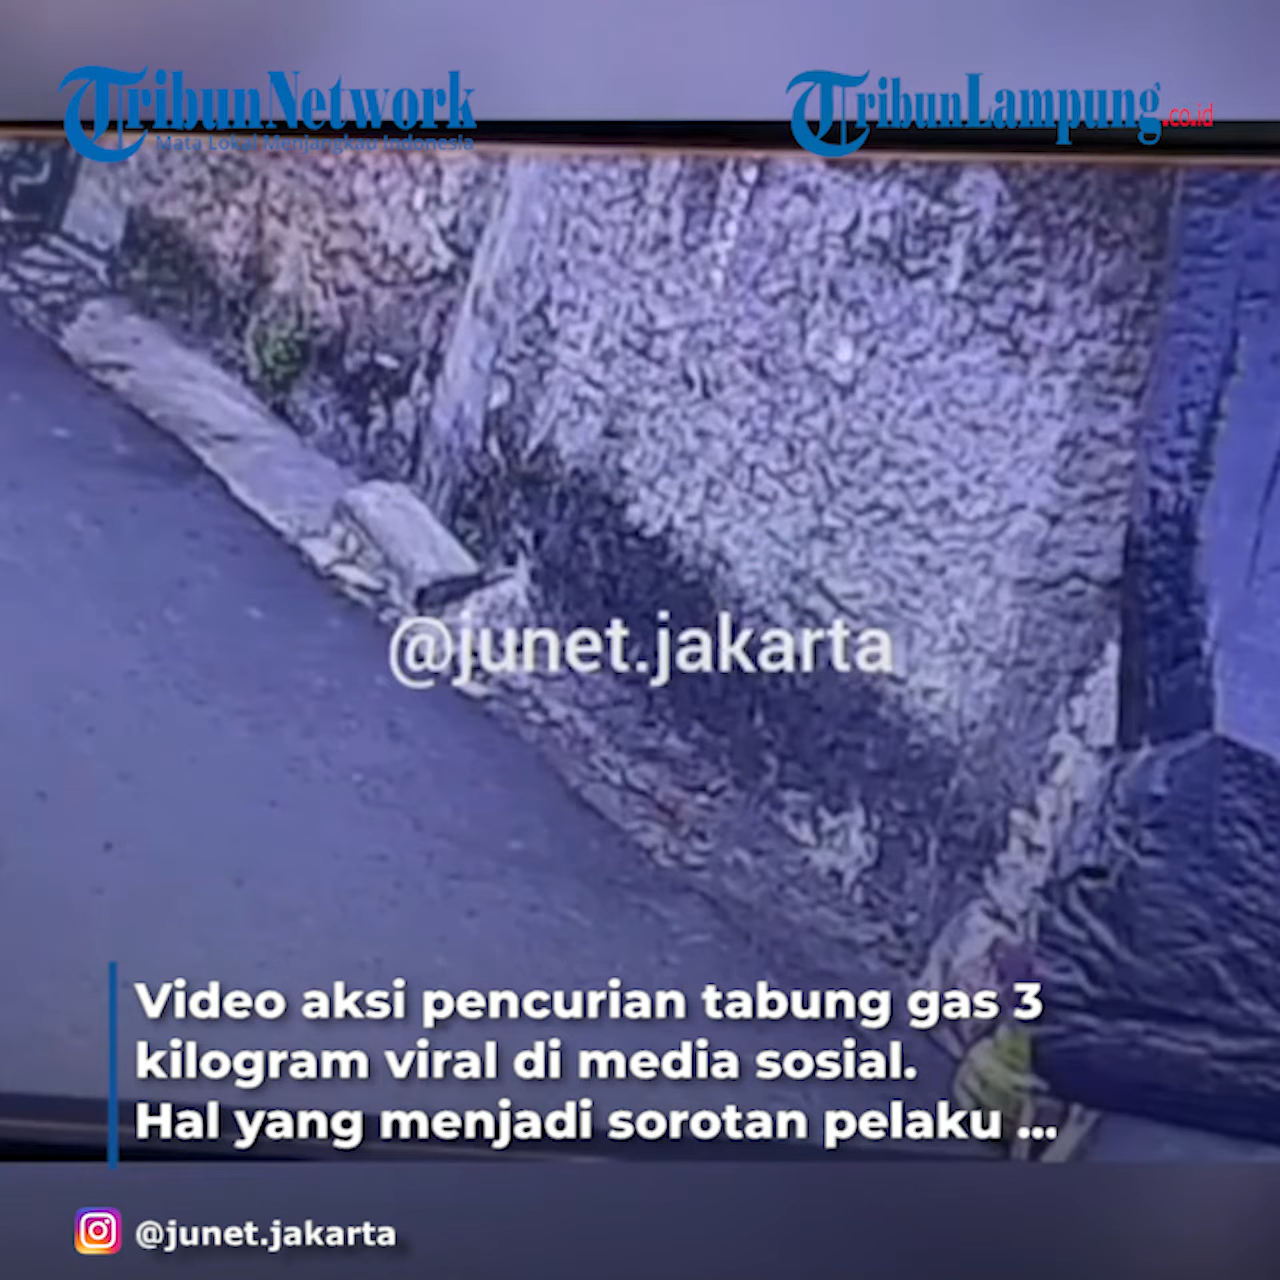 TribunNetwork
Mata Lokal Menjangkau Indonesia
TribunLampung.co.id
@junet.jakarta
Video aksi pencurian tabung gas 3
kilogram viral di media sosial.
Hal yang menjadi sorotan pelaku ...
@junet.jakarta